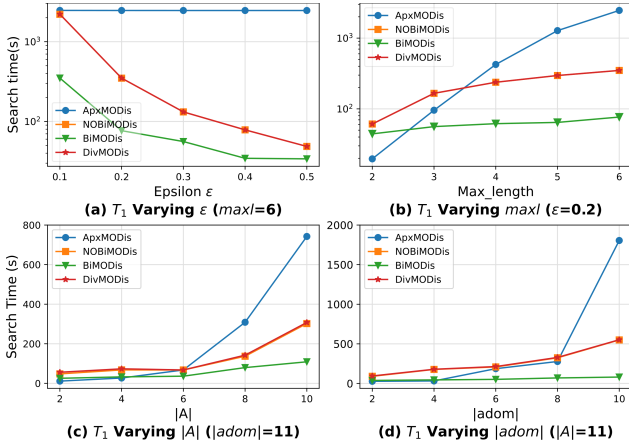 Search time(s)
10³
10²
ApxMODis
NOBiMODis
BiMODis
DivMODis
0.1 0.2 0.3 0.4 0.5
Epsilon ε
(a) T₁ Varying ε (maxl=6)
10³
10²
ApxMODis
NOBiMODis
BiMODis
DivMODis
2 3 4 5 6
Max_length
(b) T₁ Varying maxl (ε=0.2)
Search Time (s)
800
600
400
200
0
ApxMODis
NOBiMODis
BiMODis
DivMODis
2 4 6 8 10
|A|
(c) T₁ Varying |A| (|adom|=11)
2000
1500
1000
500
0
ApxMODis
NOBiMODis
BiMODis
DivMODis
2 4 6 8 10
|adom|
(d) T₁ Varying |adom| (|A|=11)